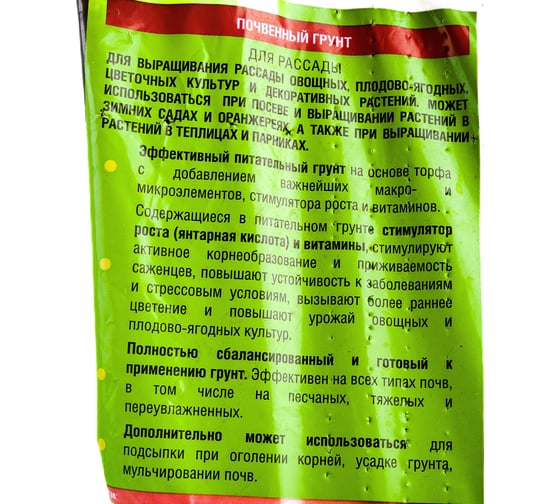 ПОЧВЕННЫЙ ГРУНТ
ДЛЯ РАССАДЫ
ДЛЯ ВЫРАЩИВАНИЯ РАССАДЫ ОВОЩНЫХ, ПЛОДОВО-ЯГОДНЫХ,
ЦВЕТОЧНЫХ КУЛЬТУР И ДЕКОРАТИВНЫХ РАСТЕНИЙ. МОЖЕТ
ИСПОЛЬЗОВАТЬСЯ ПРИ ПОСЕВЕ И ВЫРАЩИВАНИИ РАСТЕНИЙ В
ЗИМНИХ САДАХ И ОРАНЖЕРЕЯХ, А ТАКЖЕ ПРИ ВЫРАЩИВАНИИ
РАСТЕНИЙ В ТЕПЛИЦАХ И ПАРНИКАХ.
Эффективный питательный грунт на основе торфа
с добавлением важнейших макро- и
микроэлементов, стимулятора роста и витаминов.
Содержащиеся в питательном грунте стимулятор
роста (янтарная кислота) и витамины, стимулируют
активное корнеобразование и приживаемость
саженцев, повышают устойчивость к заболеваниям
и стрессовым условиям, вызывают более раннее
цветение и повышают урожай овощных и
плодово-ягодных культур.
Полностью сбалансированный и готовый к
применению грунт. Эффективен на всех типах почв,
в том числе на песчаных, тяжелых и
переувлажненных.
Дополнительно может использоваться для
подсыпки при оголении корней, усадке грунта,
мульчировании почв.